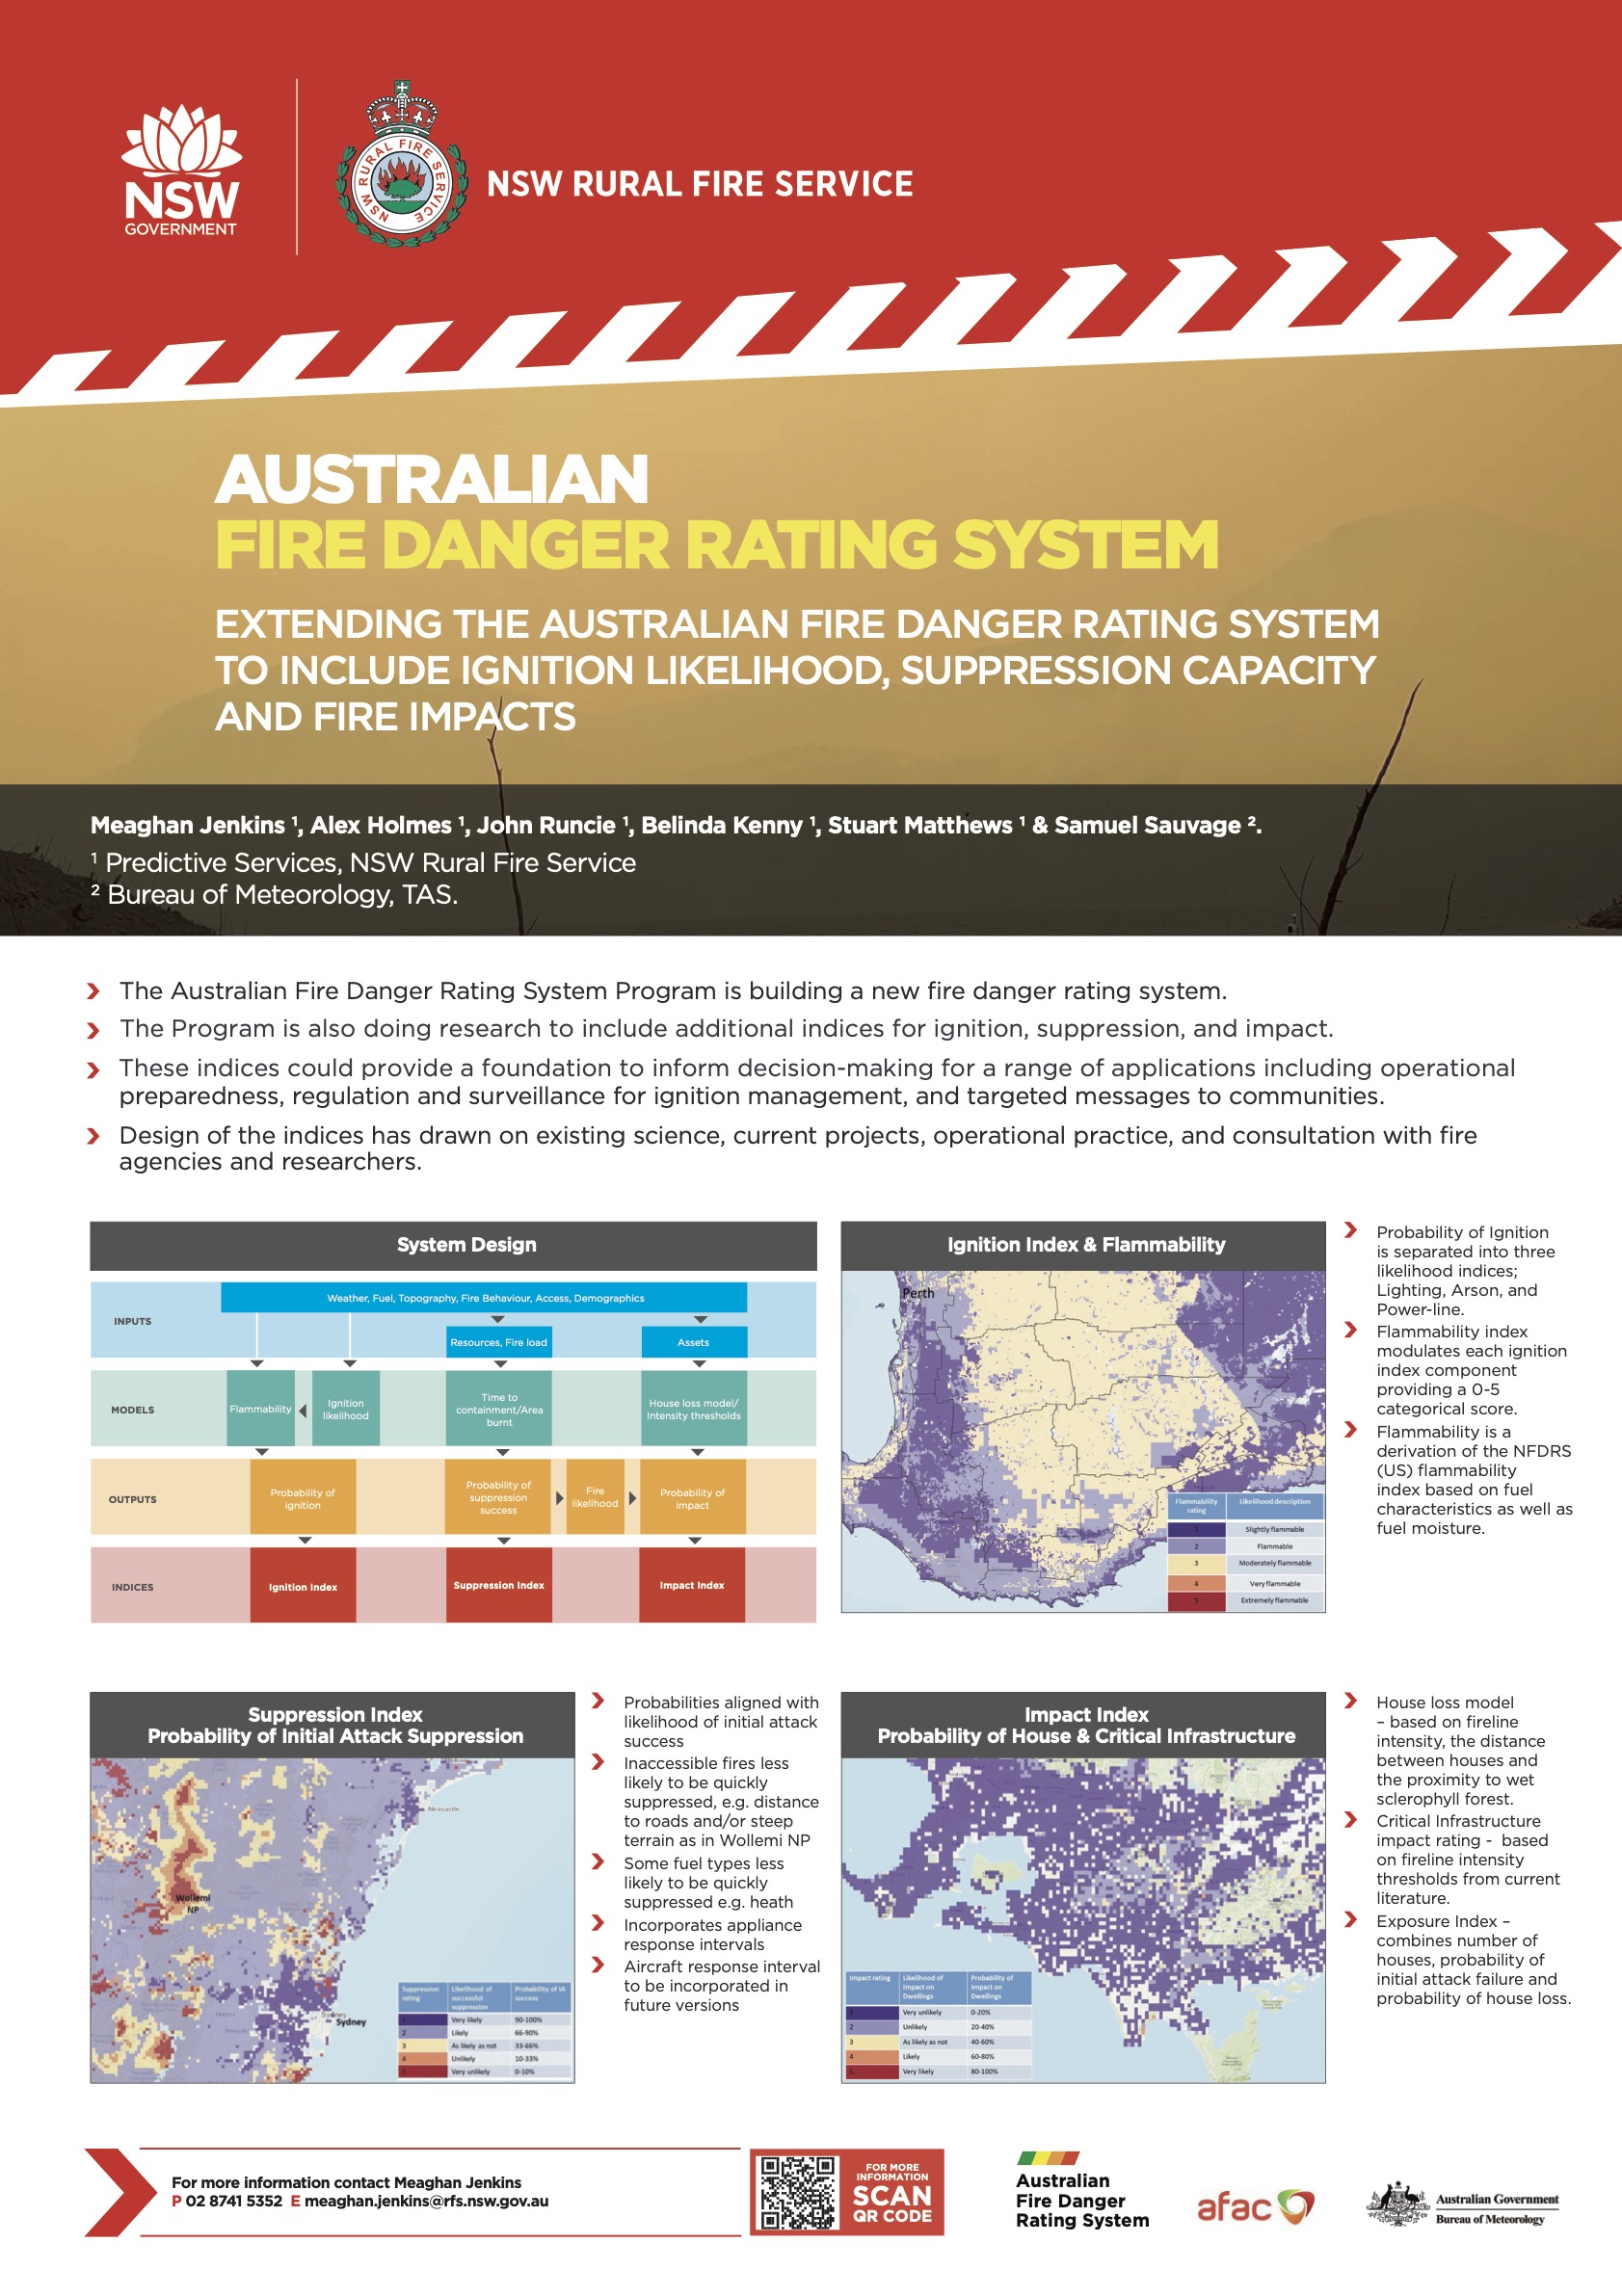 NSW
GOVERNMENT
NSW RURAL FIRE SERVICE
NSW RURAL FIRE SERVICE
AUSTRALIAN
FIRE DANGER RATING SYSTEM
EXTENDING THE AUSTRALIAN FIRE DANGER RATING SYSTEM
TO INCLUDE IGNITION LIKELIHOOD, SUPPRESSION CAPACITY
AND FIRE IMPACTS
Meaghan Jenkins ¹, Alex Holmes ¹, John Runcie ¹, Belinda Kenny ¹, Stuart Matthews ¹ & Samuel Sauvage ².
¹ Predictive Services, NSW Rural Fire Service
² Bureau of Meteorology, TAS.
The Australian Fire Danger Rating System Program is building a new fire danger rating system.
The Program is also doing research to include additional indices for ignition, suppression, and impact.
These indices could provide a foundation to inform decision-making for a range of applications including operational
preparedness, regulation and surveillance for ignition management, and targeted messages to communities.
Design of the indices has drawn on existing science, current projects, operational practice, and consultation with fire
agencies and researchers.
System Design
INPUTS
Weather, Fuel, Topography, Fire Behaviour, Access, Demographics
Resources, Fire load
Assets
MODELS
Flammability
Ignition
likelihood
Time to
containment/Area
burnt
House loss model/
Intensity thresholds
OUTPUTS
Probability of
ignition
Probability of
suppression
success
Fire
likelihood
Probability of
impact
INDICES
Ignition Index
Suppression Index
Impact Index
Ignition Index & Flammability
Perth
Flammability
rating
Likelihood description
1 Slightly flammable
2 Flammable
3 Moderately flammable
4 Very flammable
5 Extremely flammable
Probability of Ignition
is separated into three
likelihood indices;
Lighting, Arson, and
Power-line.
Flammability index
modulates each ignition
index component
providing a 0-5
categorical score.
Flammability is a
derivation of the NFDRS
(US) flammability
index based on fuel
characteristics as well as
fuel moisture.
Suppression Index
Probability of Initial Attack Suppression
Newcastle
Wollemi
NP
Sydney
Sydney
Suppression
rating
Likelihood of
successful
suppression
Probability of IA
success
Very likely 90-100%
2 Likely 66-90%
3 As likely as not 33-66%
4 Unlikely 10-33%
Very unlikely 0-10%
Probabilities aligned with
likelihood of initial attack
success
Inaccessible fires less
likely to be quickly
suppressed, e.g. distance
to roads and/or steep
terrain as in Wollemi NP
Some fuel types less
likely to be quickly
suppressed e.g. heath
Incorporates appliance
response intervals
Aircraft response interval
to be incorporated in
future versions
Impact Index
Probability of House & Critical Infrastructure
Impact rating
Likelihood of
Impact on
Dwellings
Probability of
Impact on
Dwellings
Very unlikely 0-20%
2 Unlikely 20-40%
3 As likely as not 40-60%
4 Likely 60-80%
Very likely 80-100%
House loss model
– based on fireline
intensity, the distance
between houses and
the proximity to wet
sclerophyll forest.
Critical Infrastructure
impact rating - based
on fireline intensity
thresholds from current
literature.
Exposure Index –
combines number of
houses, probability of
initial attack failure and
probability of house loss.
For more information contact Meaghan Jenkins
P 02 8741 5352 E meaghan.jenkins@rfs.nsw.gov.au
FOR MORE
INFORMATION
SCAN
QR CODE
Australian
Fire Danger
Rating System
afac
Australian Government
Bureau of Meteorology